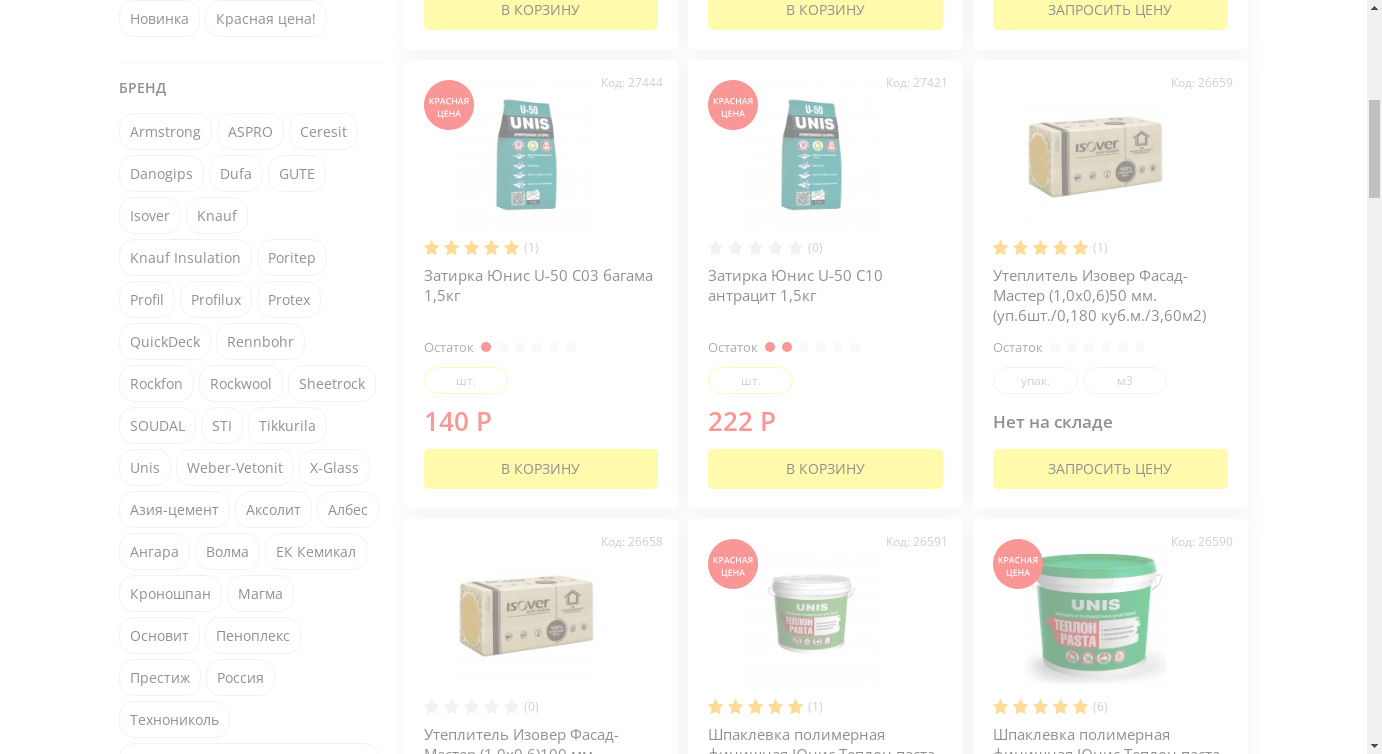 Новинка
Красная цена!
БРЕНД
Armstrong
ASPRO
Ceresit
Danogips
Dufa
GUTE
Isover
Knauf
Knauf Insulation
Poritep
Profil
Profilux
Protex
QuickDeck
Rennbohr
Rockfon
Rockwool
Sheetrock
SOUDAL
STI
Tikkurila
Unis
Weber-Vetonit
X-Glass
Азия-цемент
Аксолит
Албес
Ангара
Волма
ЕК Кемикал
Кроношпан
Магма
Основит
Пеноплекс
Престиж
Россия
Технониколь
В КОРЗИНУ
В КОРЗИНУ
ЗАПРОСИТЬ ЦЕНУ
Код: 27444
КРАСНАЯ
ЦЕНА
U-50
UNIS
(1)
Затирка Юнис U-50 С03 багама
1,5кг
Остаток
шт.
140 Р
В КОРЗИНУ
Код: 27421
КРАСНАЯ
ЦЕНА
U-50
UNIS
(0)
Затирка Юнис U-50 С10
антрацит 1,5кг
Остаток
шт.
222 Р
В КОРЗИНУ
Код: 26659
isover
(1)
Утеплитель Изовер Фасад-
Мастер (1,0х0,6)50 мм.
(уп.6шт./0,180 куб.м./3,60м2)
Остаток
упак.
м3
Нет на складе
ЗАПРОСИТЬ ЦЕНУ
Код: 26658
isover
(0)
Утеплитель Изовер Фасад-
Мастер (1,0х0,6)100 мм.
Код: 26591
КРАСНАЯ
ЦЕНА
UNIS
ТЕПЛОН
PASTA
(1)
Шпаклевка полимерная
финишная Юнис Теплон паста
Код: 26590
КРАСНАЯ
ЦЕНА
UNIS
ТЕПЛОН
PASTA
(6)
Шпаклевка полимерная
финишная Юнис Теплон паста